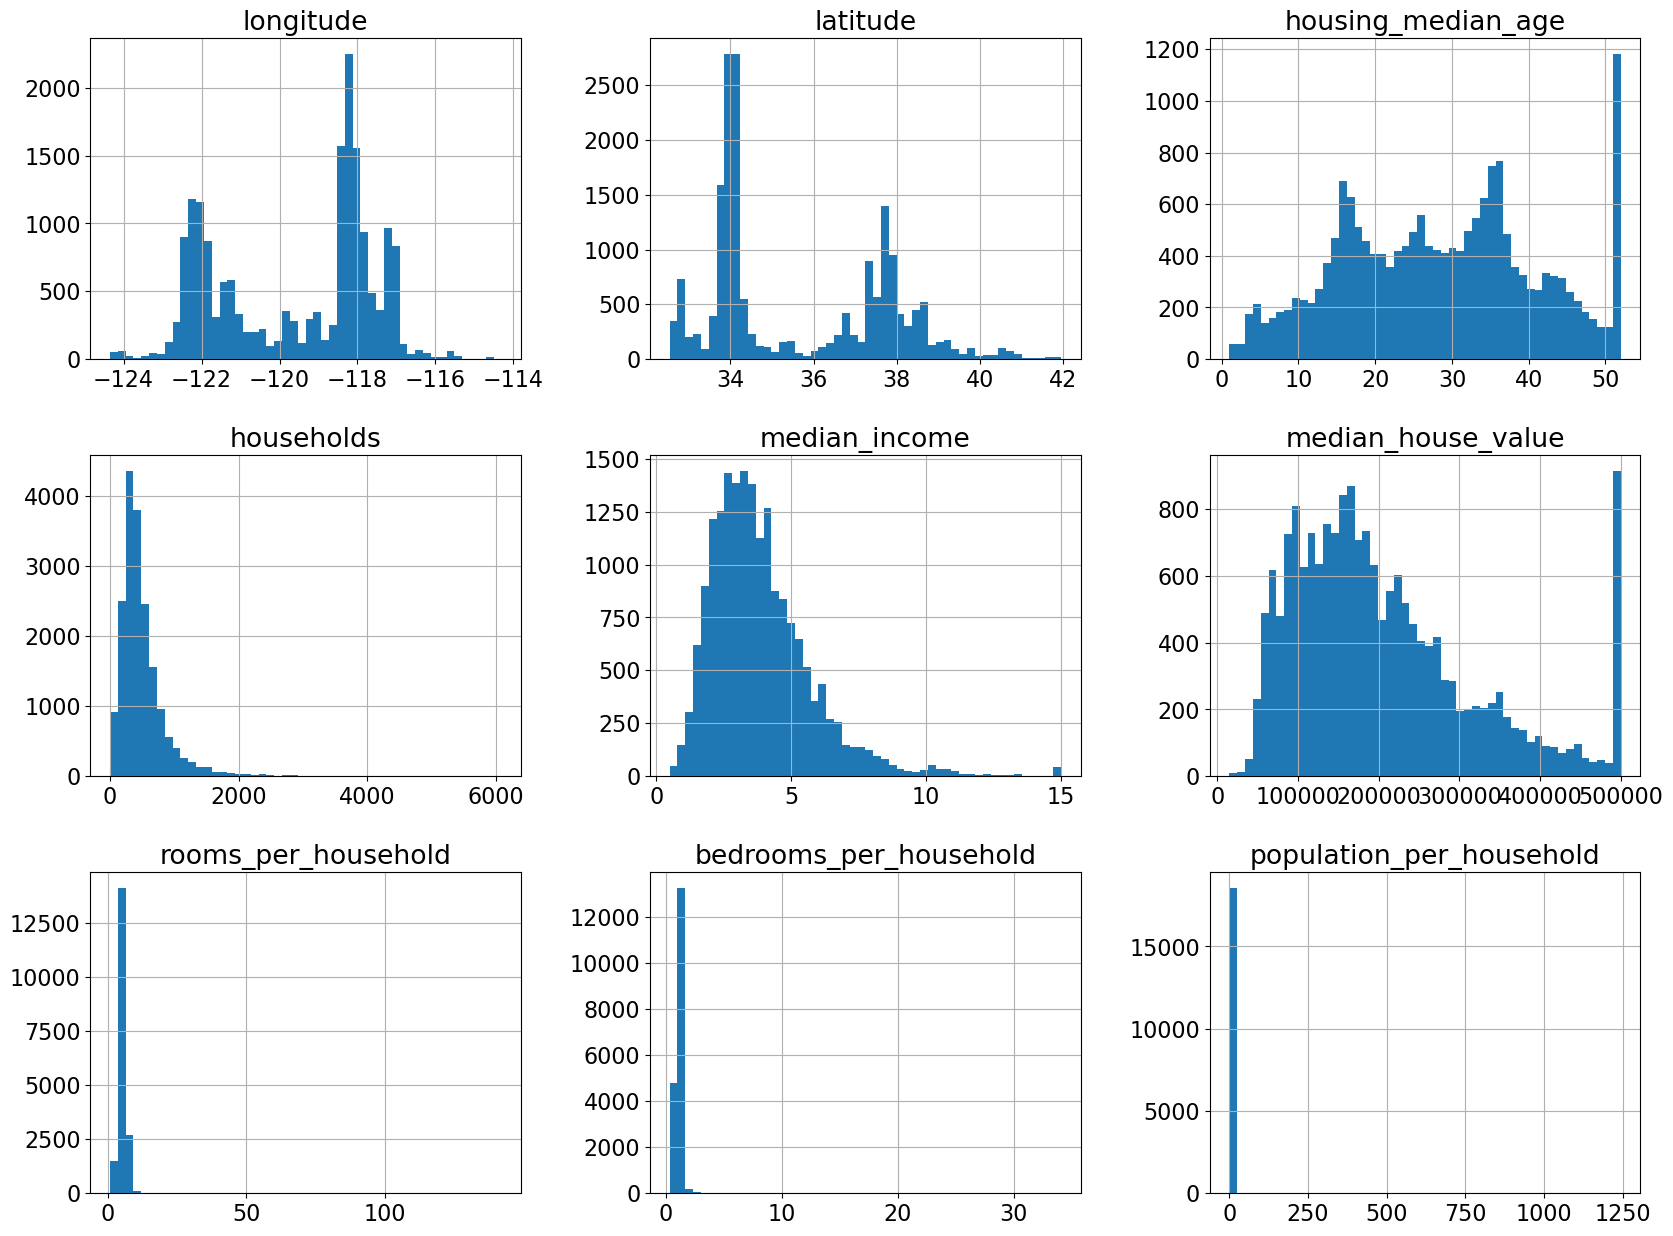 longitude
2000
1500
1000
500
0
−124 −122 −120 −118 −116 −114
latitude
2500
2000
1500
1000
500
0
34 36 38 40 42
housing_median_age
1200
1000
800
600
400
200
0
0 10 20 30 40 50
households
4000
3000
2000
1000
0
0 2000 4000 6000
median_income
1500
1250
1000
750
500
250
0
0 5 10 15
median_house_value
800
600
400
200
0
0 100000 200000 300000 400000 500000
rooms_per_household
12500
10000
7500
5000
2500
0
0 50 100
bedrooms_per_household
12000
10000
8000
6000
4000
2000
0
0 10 20 30
population_per_household
15000
10000
5000
0
0 250 500 750 1000 1250